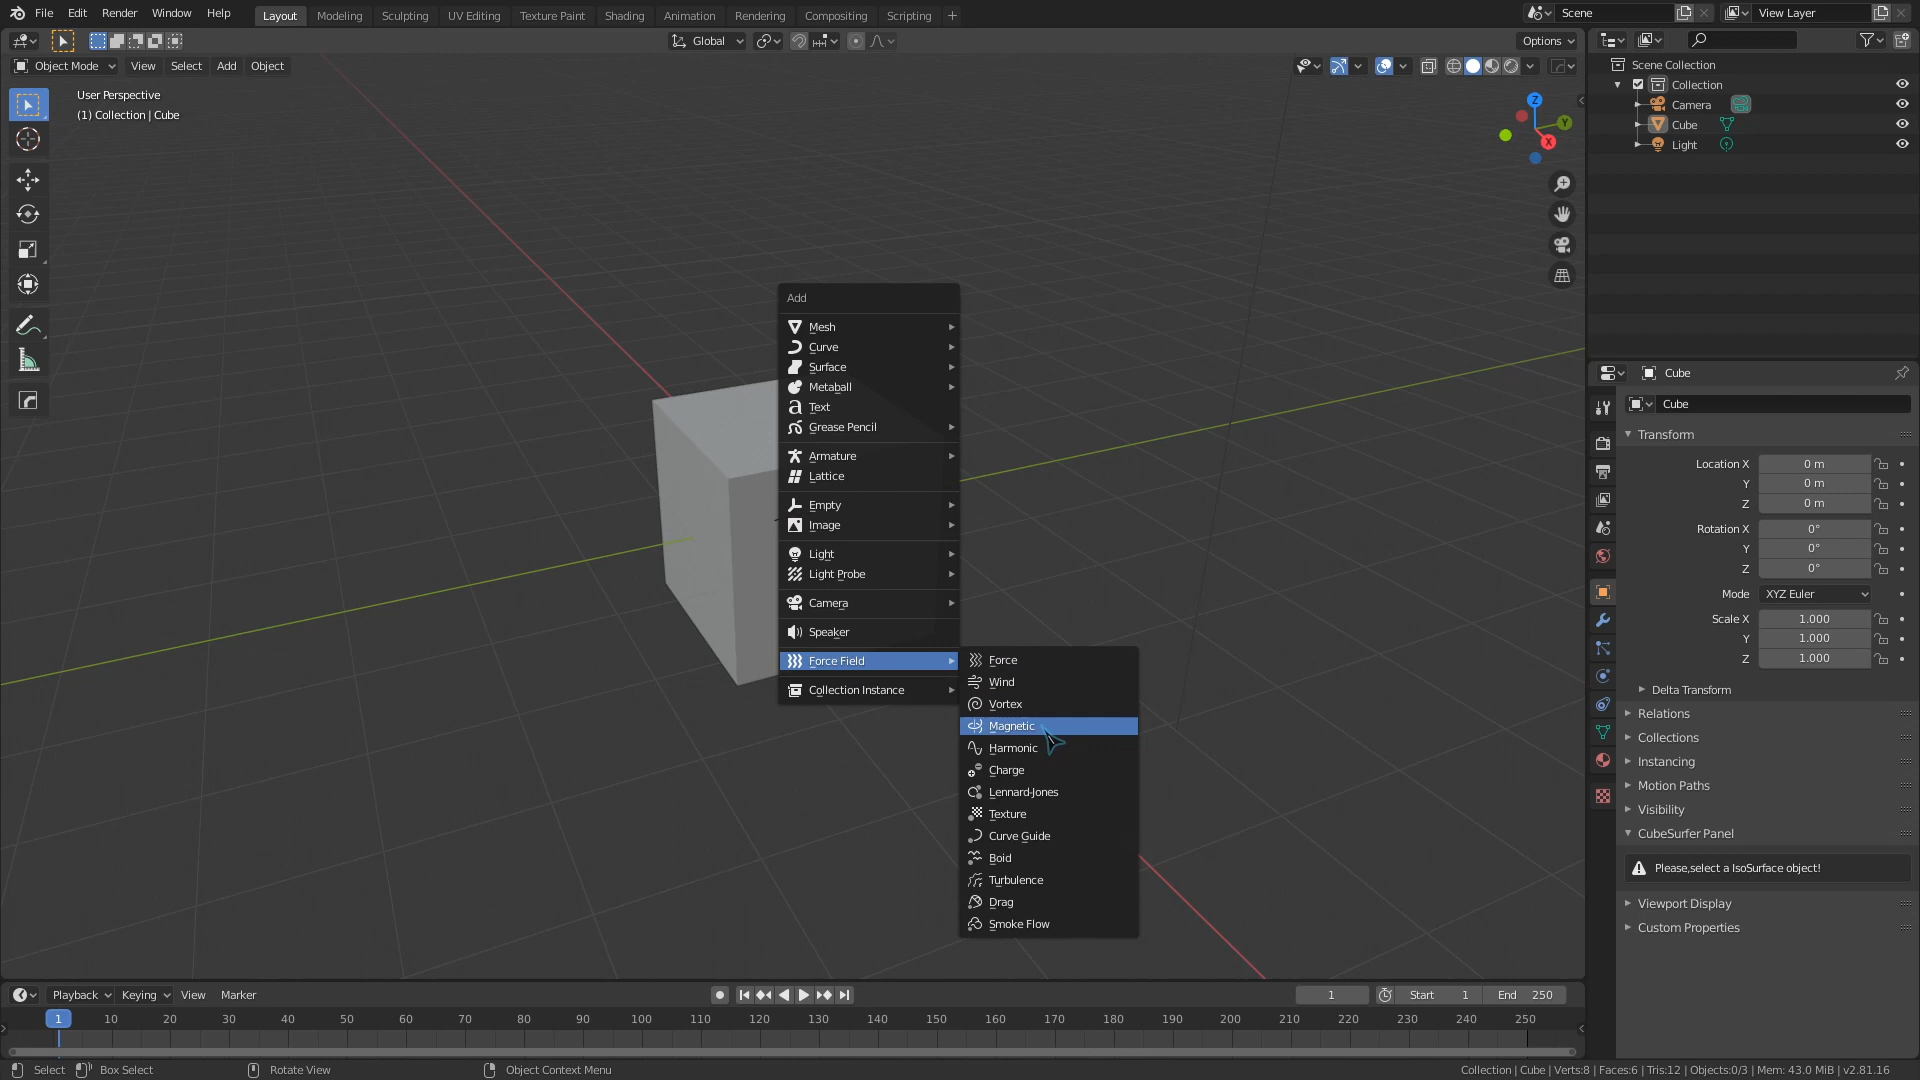 File Edit Render Window Help Layout Modeling Sculpting UV Editing Texture Paint Shading Animation Rendering Compositing Scripting + Scene View Layer
Global Options
Object Mode View Select Add Object
User Perspective
(1) Collection | Cube
Z
Y
X
Scene Collection
Collection
Camera
Cube
Light
Add
Mesh
Curve
Surface
Metaball
Text
Grease Pencil
Armature
Lattice
Empty
Image
Light
Light Probe
Camera
Speaker
Force Field
Collection Instance
Force
Wind
Vortex
Magnetic
Harmonic
Charge
Lennard-Jones
Texture
Curve Guide
Boid
Turbulence
Drag
Smoke Flow
Cube
Cube
Transform
Location X 0 m
Y 0 m
Z 0 m
Rotation X 0°
Y 0°
Z 0°
Mode XYZ Euler
Scale X 1.000
Y 1.000
Z 1.000
Delta Transform
Relations
Collections
Instancing
Motion Paths
Visibility
CubeSurfer Panel
Please,select a IsoSurface object!
Viewport Display
Custom Properties
Playback Keying View Marker 1 Start 1 End 250
1 10 20 30 40 50 60 70 80 90 100 110 120 130 140 150 160 170 180 190 200 210 220 230 240 250
Select Box Select Rotate View Object Context Menu Collection | Cube | Verts:8 | Faces:6 | Tris:12 | Objects:0/3 | Mem: 43.0 MiB | v2.81.16